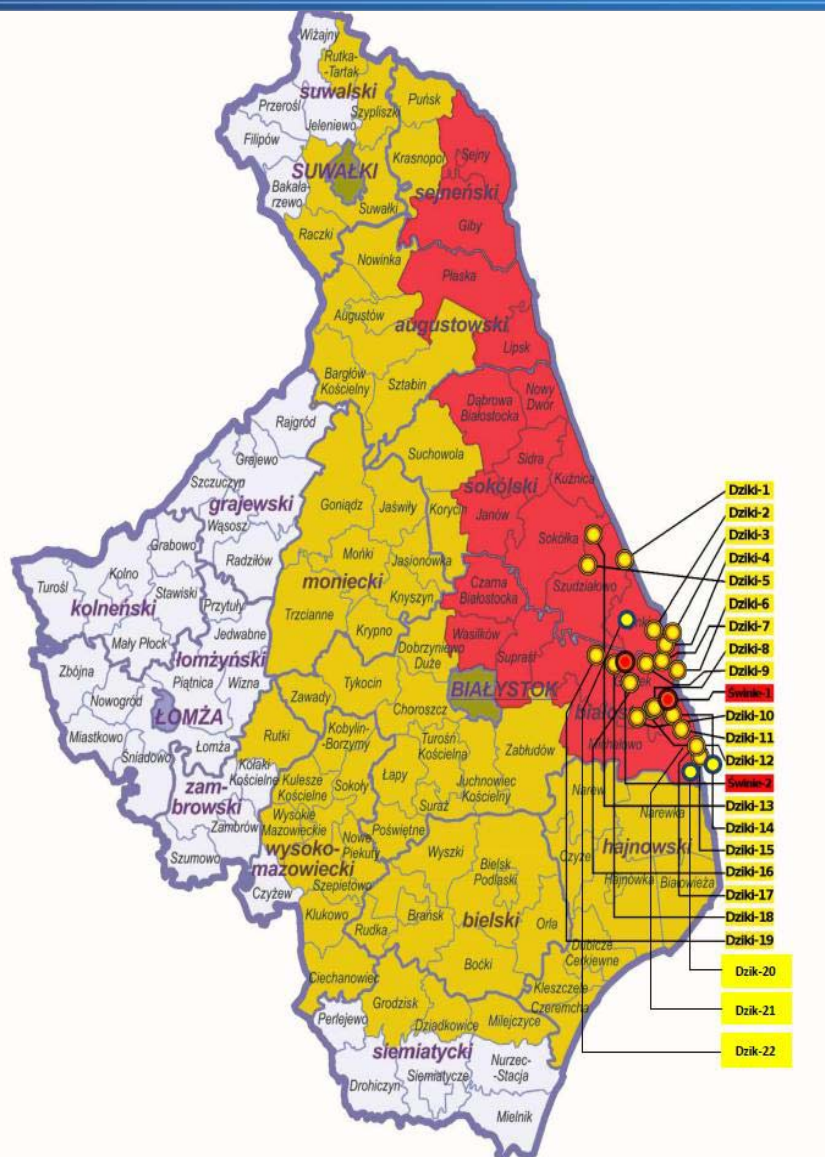 Wiżajny
Rutka-
-Tartak
suwalski
Szypliszki
Puńsk
Przerośl
Jeleniewo
Filipów
Krasnopol
Sejny
SUWAŁKI
Bakała-
rzewo
Suwałki
sejneński
Giby
Raczki
Nowinka
Płaska
Augustów
augustowski
Lipsk
Bargłów
Kościelny
Sztabin
Dąbrowa
Białostocka
Nowy
Dwór
Rajgród
Grajewo
Suchowola
Sidra
Szczuczyn
grajewski
sokólski
Kuźnica
Wąsosz
Goniądz
Jaświły
Korycin
Janów
Grabowo
Radziłów
Mońki
Jasionówka
Sokółka
Turośl
Kolno
Stawiski
moniecki
Szudziałowo
kolneński
Przytuły
Trzcianne
Knyszyn
Czarna
Białostocka
Mały Płock
Jedwabne
Krypno
Wasilków
Supraśl
Zbójna
łomżyński
Dobrzyniewo
Duże
Piątnica
Wizna
Tykocin
BIAŁYSTOK
Nowogród
ŁOMŻA
Zawady
Choroszcz
Miastkowo
Śniadowo
Łomża
Rutki
Kobylin-
-Borzymy
Turośń
Kościelna
Zabłudów
Michałowo
Kołaki
Kościelne
Kulesze
Kościelne
Sokoły
Łapy
Juchnowiec
Kościelny
zam-
browski
Wysokie
Mazowieckie
Suraż
Narew
Narewka
Zambrów
Nowe
Piekuty
Poświętne
Szumowo
wysoko-
mazowiecki
Wyszki
Bielsk
Podlaski
Czyże
hajnowski
Szepietowo
Hajnówka
Białowieża
Czyżew
Klukowo
Rudka
Brańsk
bielski
Orla
Boćki
Dubicze
Cerkiewne
Ciechanowiec
Kleszczele
Grodzisk
Czeremcha
Perlejewo
Dziadkowice
Milejczyce
siemiatycki
Nurzec-
-Stacja
Drohiczyn
Siemiatycze
Mielnik
Dziki-1
Dziki-2
Dziki-3
Dziki-4
Dziki-5
Dziki-6
Dziki-7
Dziki-8
Dziki-9
Świnie-1
Dziki-10
Dziki-11
Dziki-12
Świnie-2
Dziki-13
Dziki-14
Dziki-15
Dziki-16
Dziki-17
Dziki-18
Dziki-19
Dzik-20
Dzik-21
Dzik-22